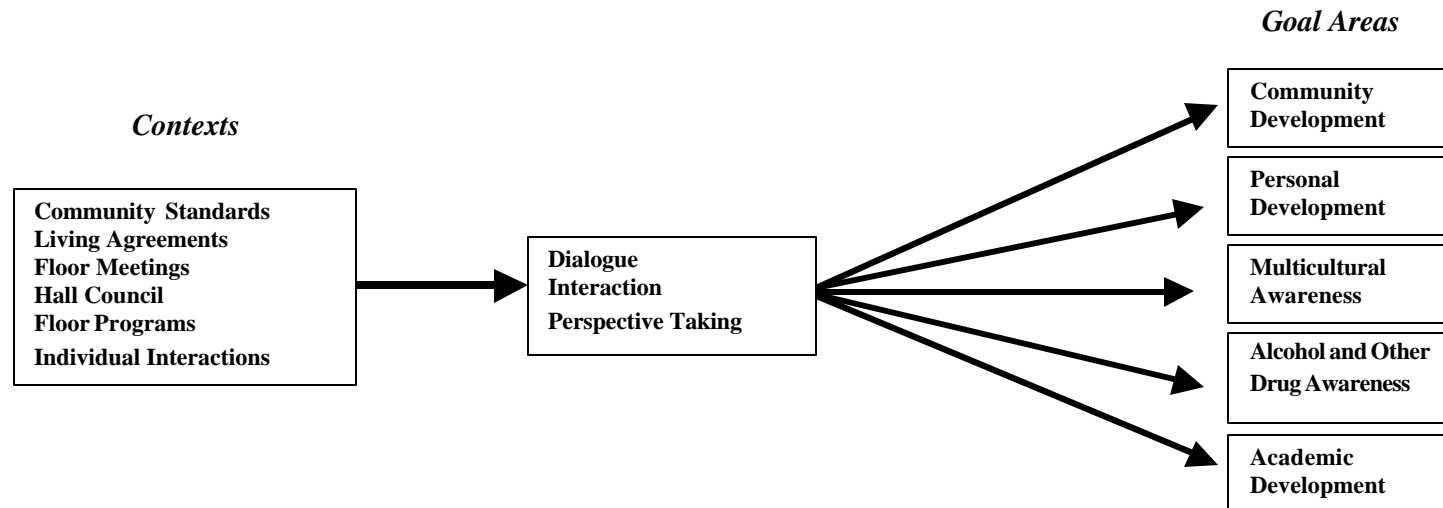 Goal Areas
Contexts
Community Standards
Living Agreements
Floor Meetings
Hall Council
Floor Programs
Individual Interactions
Dialogue
Interaction
Perspective Taking
Community
Development
Personal
Development
Multicultural
Awareness
Alcohol and Other
Drug Awareness
Academic
Development